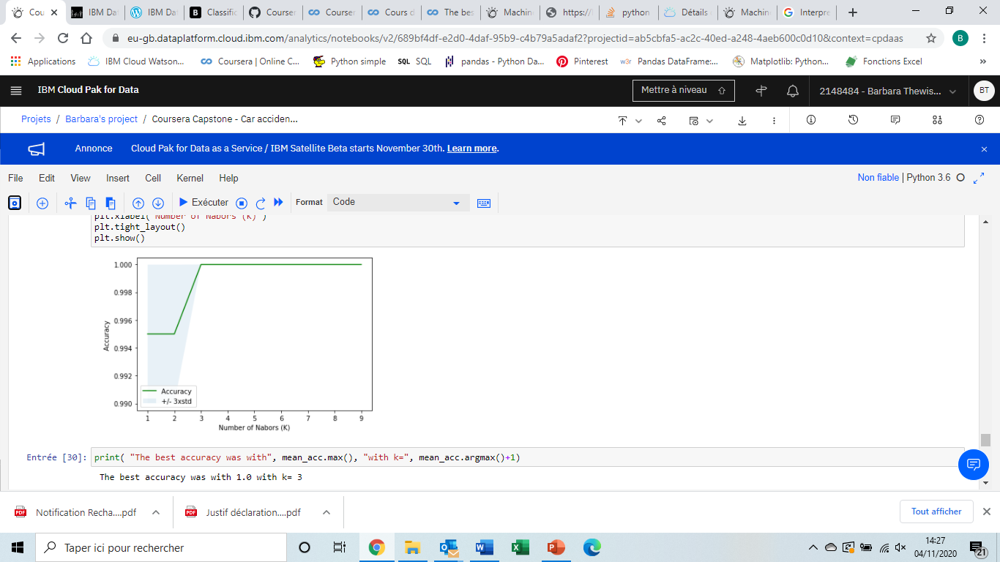 Cou
IBM Dat
IBM Dat
Classific
Courser
Courser
Cours d
The bes
Machin
https://i
python
Détails
Machin
Interpre
eu-gb.dataplatform.cloud.ibm.com/analytics/notebooks/v2/689bf4df-e2d0-4daf-95b9-c4b79a5adaf2?projectid=ab5cbfa5-ac2c-40ed-a248-4aeb600c0d10&context=cpdaas
B
Applications
IBM Cloud Watson...
Coursera | Online C...
Python simple
SQL SQL
pandas - Python Da...
Pinterest
w3r Pandas DataFrame:...
Matplotlib: Python...
Fonctions Excel
»
IBM Cloud Pak for Data
Mettre à niveau
2148484 - Barbara Thewis...
BT
Projets / Barbara's project / Coursera Capstone - Car acciden...
Annonce
Cloud Pak for Data as a Service / IBM Satellite Beta starts November 30th. Learn more.
File Edit View Insert Cell Kernel Help
Non fiable | Python 3.6
Exécuter
Format
Code
plt.xlabel('Number of Nabors (K)')
plt.tight_layout()
plt.show()
1.000
0.998
0.996
0.994
0.992
0.990
Accuracy
Accuracy
+/- 3xstd
1 2 3 4 5 6 7 8 9
Number of Nabors (K)
Entrée [30]: print( "The best accuracy was with", mean_acc.max(), "with k=", mean_acc.argmax()+1)
The best accuracy was with 1.0 with k= 3
PDF Notification Recha....pdf
PDF Justif déclaration....pdf
Tout afficher
Taper ici pour rechercher
14:27
04/11/2020
21